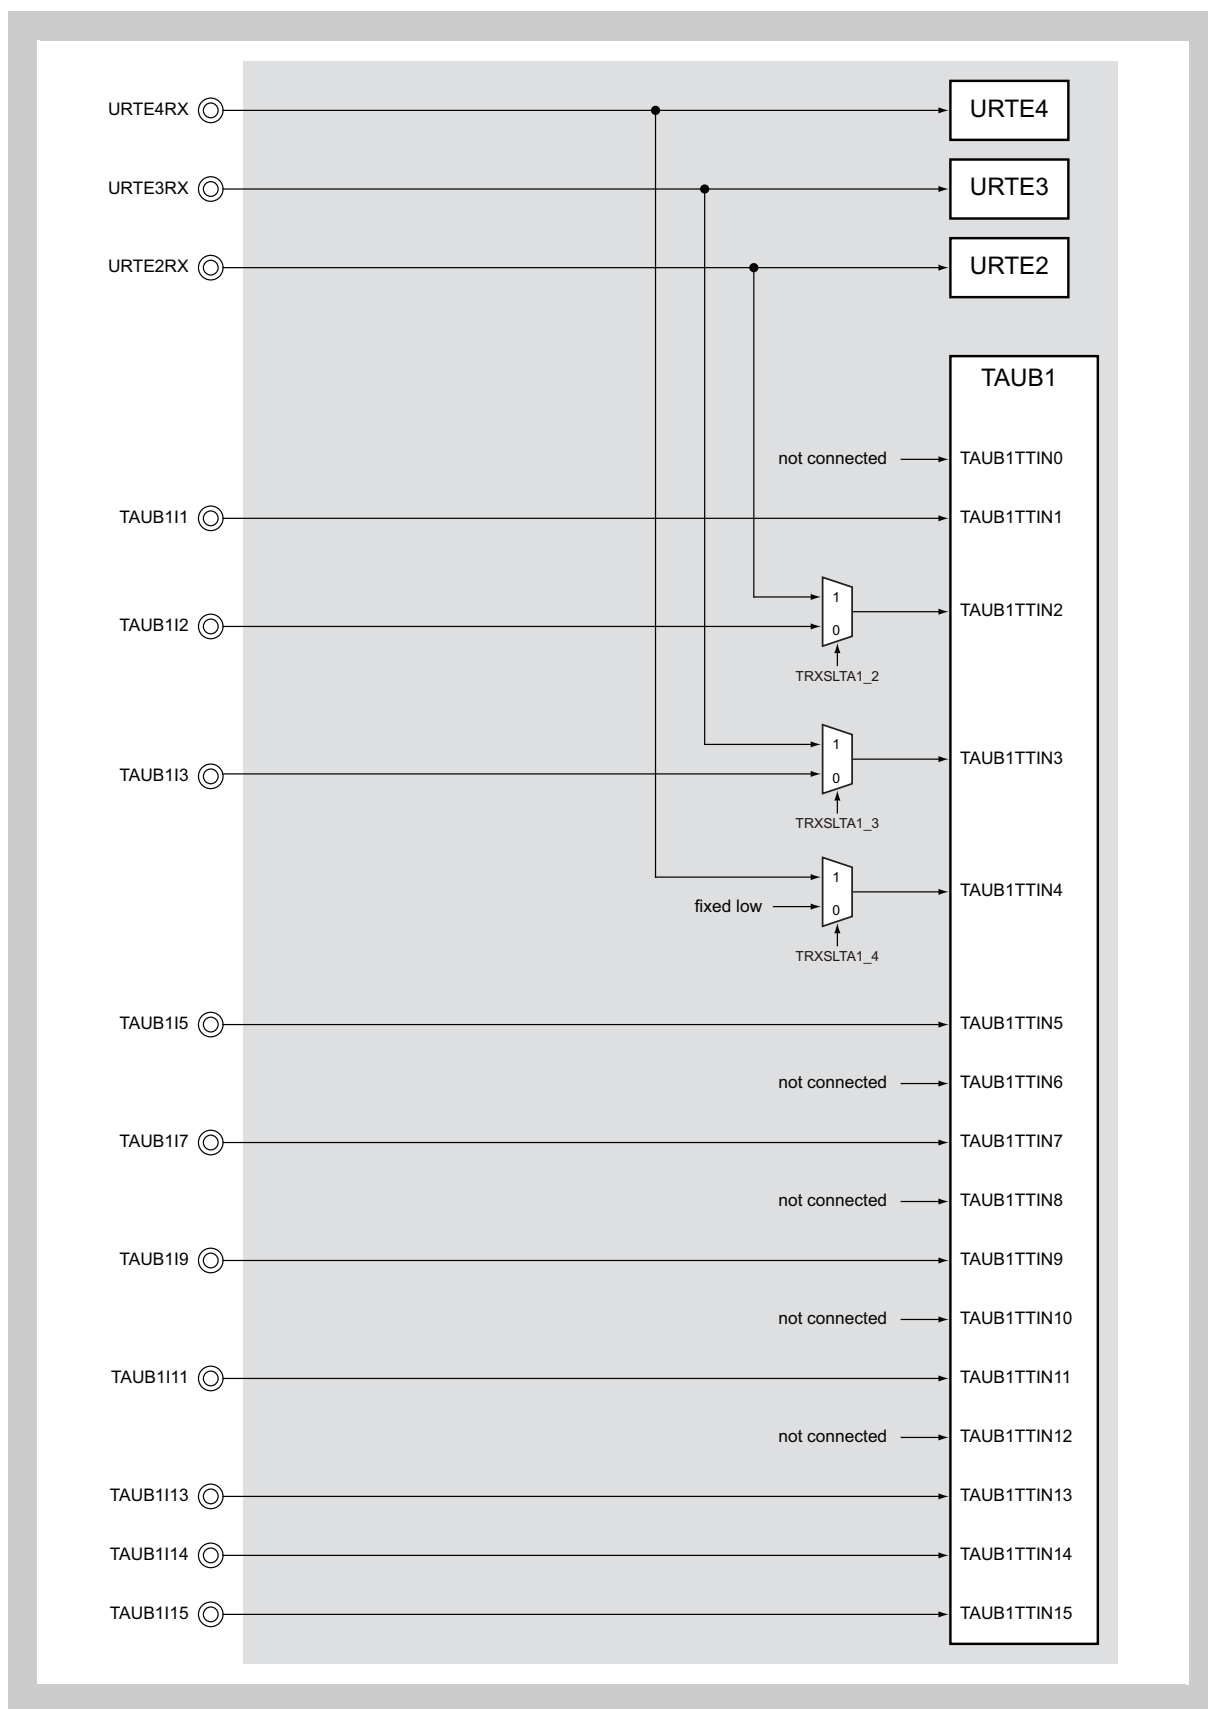 URTE4RX URTE4
URTE3RX URTE3
URTE2RX URTE2
TAUB1
not connected TAUB1TTIN0
TAUB1I1 TAUB1TTIN1
1
TAUB1I2 0 TAUB1TTIN2
TRXSLTA1_2
1
TAUB1I3 0 TAUB1TTIN3
TRXSLTA1_3
1
fixed low 0 TAUB1TTIN4
TRXSLTA1_4
TAUB1I5 TAUB1TTIN5
not connected TAUB1TTIN6
TAUB1I7 TAUB1TTIN7
not connected TAUB1TTIN8
TAUB1I9 TAUB1TTIN9
not connected TAUB1TTIN10
TAUB1I11 TAUB1TTIN11
not connected TAUB1TTIN12
TAUB1I13 TAUB1TTIN13
TAUB1I14 TAUB1TTIN14
TAUB1I15 TAUB1TTIN15